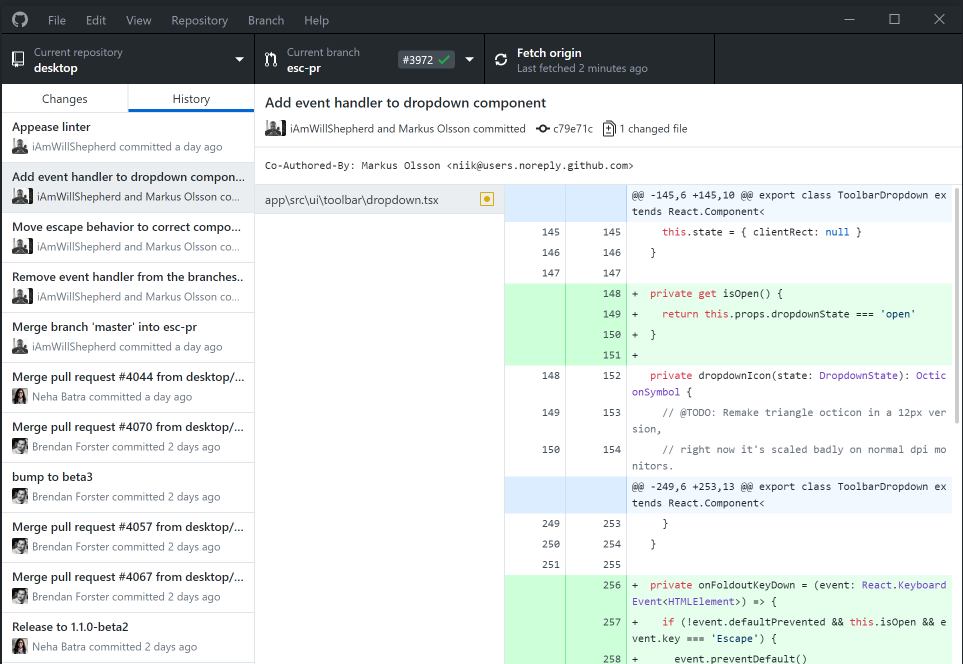 File Edit View Repository Branch Help
Current repository
desktop
Current branch
esc-pr
#3972
Fetch origin
Last fetched 2 minutes ago
Changes
History
Appease linter
iAmWillShepherd committed a day ago
Add event handler to dropdown compon...
iAmWillShepherd and Markus Olsson co...
Move escape behavior to correct compo...
iAmWillShepherd and Markus Olsson co...
Remove event handler from the branches..
iAmWillShepherd and Markus Olsson co...
Merge branch 'master' into esc-pr
iAmWillShepherd committed a day ago
Merge pull request #4044 from desktop/...
Neha Batra committed a day ago
Merge pull request #4070 from desktop/...
Brendan Forster committed 2 days ago
bump to beta3
Brendan Forster committed 2 days ago
Merge pull request #4057 from desktop/...
Brendan Forster committed 2 days ago
Merge pull request #4067 from desktop/...
Brendan Forster committed 2 days ago
Release to 1.1.0-beta2
Neha Batra committed 2 days ago
Add event handler to dropdown component
iAmWillShepherd and Markus Olsson committed c79e71c 1 changed file
Co-Authored-By: Markus Olsson <niik@users.noreply.github.com>
app\src\ui\toolbar\dropdown.tsx
@@ -145,6 +145,10 @@ export class ToolbarDropdown ex
tends React.Component<
145 145 this.state = { clientRect: null }
146 146 }
147 147
148 + private get isOpen() {
149 + return this.props.dropdownState === 'open'
150 + }
151 +
148 152 private dropdownIcon(state: DropdownState): Octic
onSymbol {
149 153 // @TODO: Remake triangle octicon in a 12px ver
sion,
150 154 // right now it's scaled badly on normal dpi mo
nitors.
@@ -249,6 +253,13 @@ export class ToolbarDropdown ex
tends React.Component<
249 253 }
250 254 }
251 255
256 + private onFoldoutKeyDown = (event: React.Keyboard
Event<HTMLElement>) => {
257 + if (!event.defaultPrevented && this.isOpen && e
vent.key === 'Escape') {
258 + event.preventDefault()